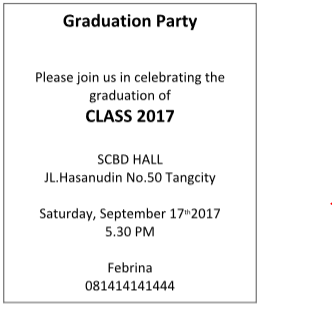 Graduation Party
Please join us in celebrating the
graduation of
CLASS 2017
SCBD HALL
JL.Hasanudin No.50 Tangcity
Saturday, September 17th2017
5.30 PM
Febrina
081414141444